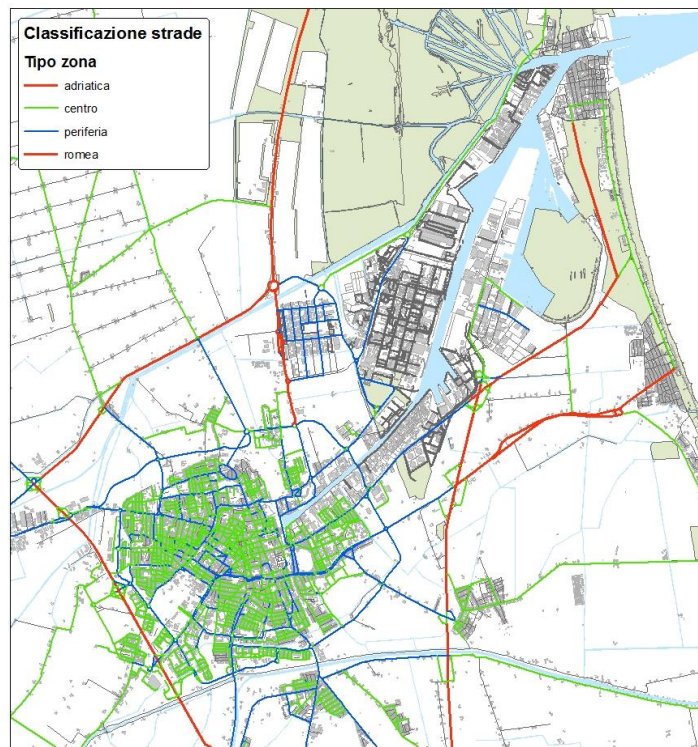 Classificazione strade
Tipo zona
adriatica
centro
periferia
romea